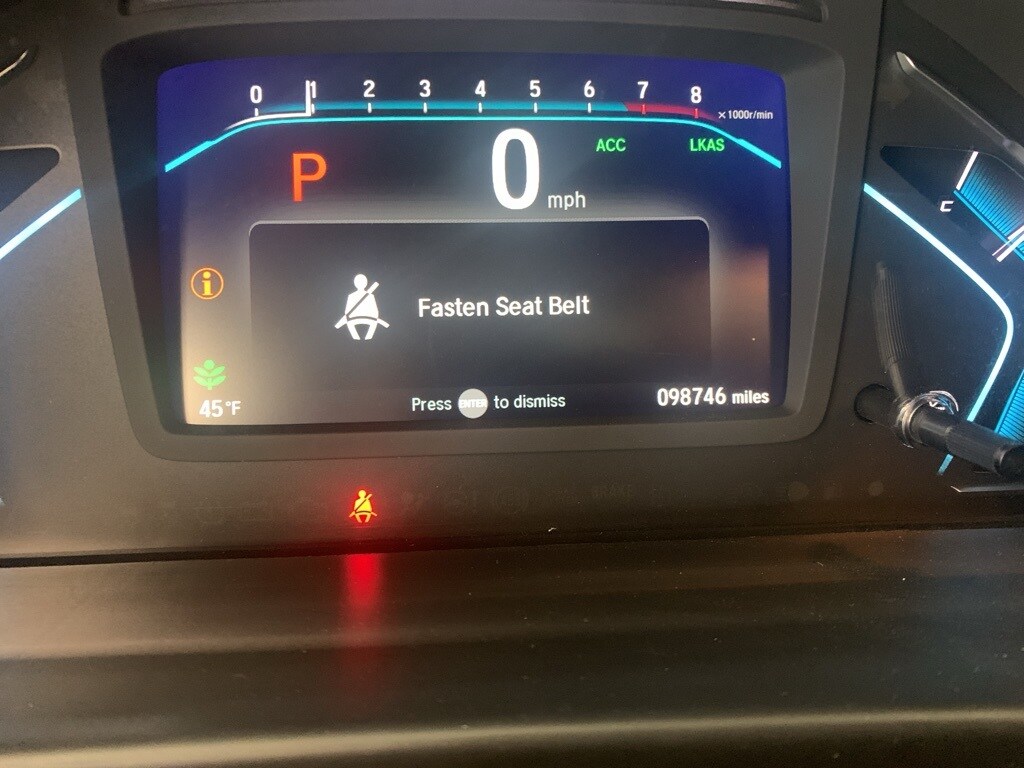 0 1 2 3 4 5 6 7 8
x1000r/min
P 0 mph
ACC LKAS
C
i
Fasten Seat Belt
45°F
Press ENTER to dismiss
098746 miles